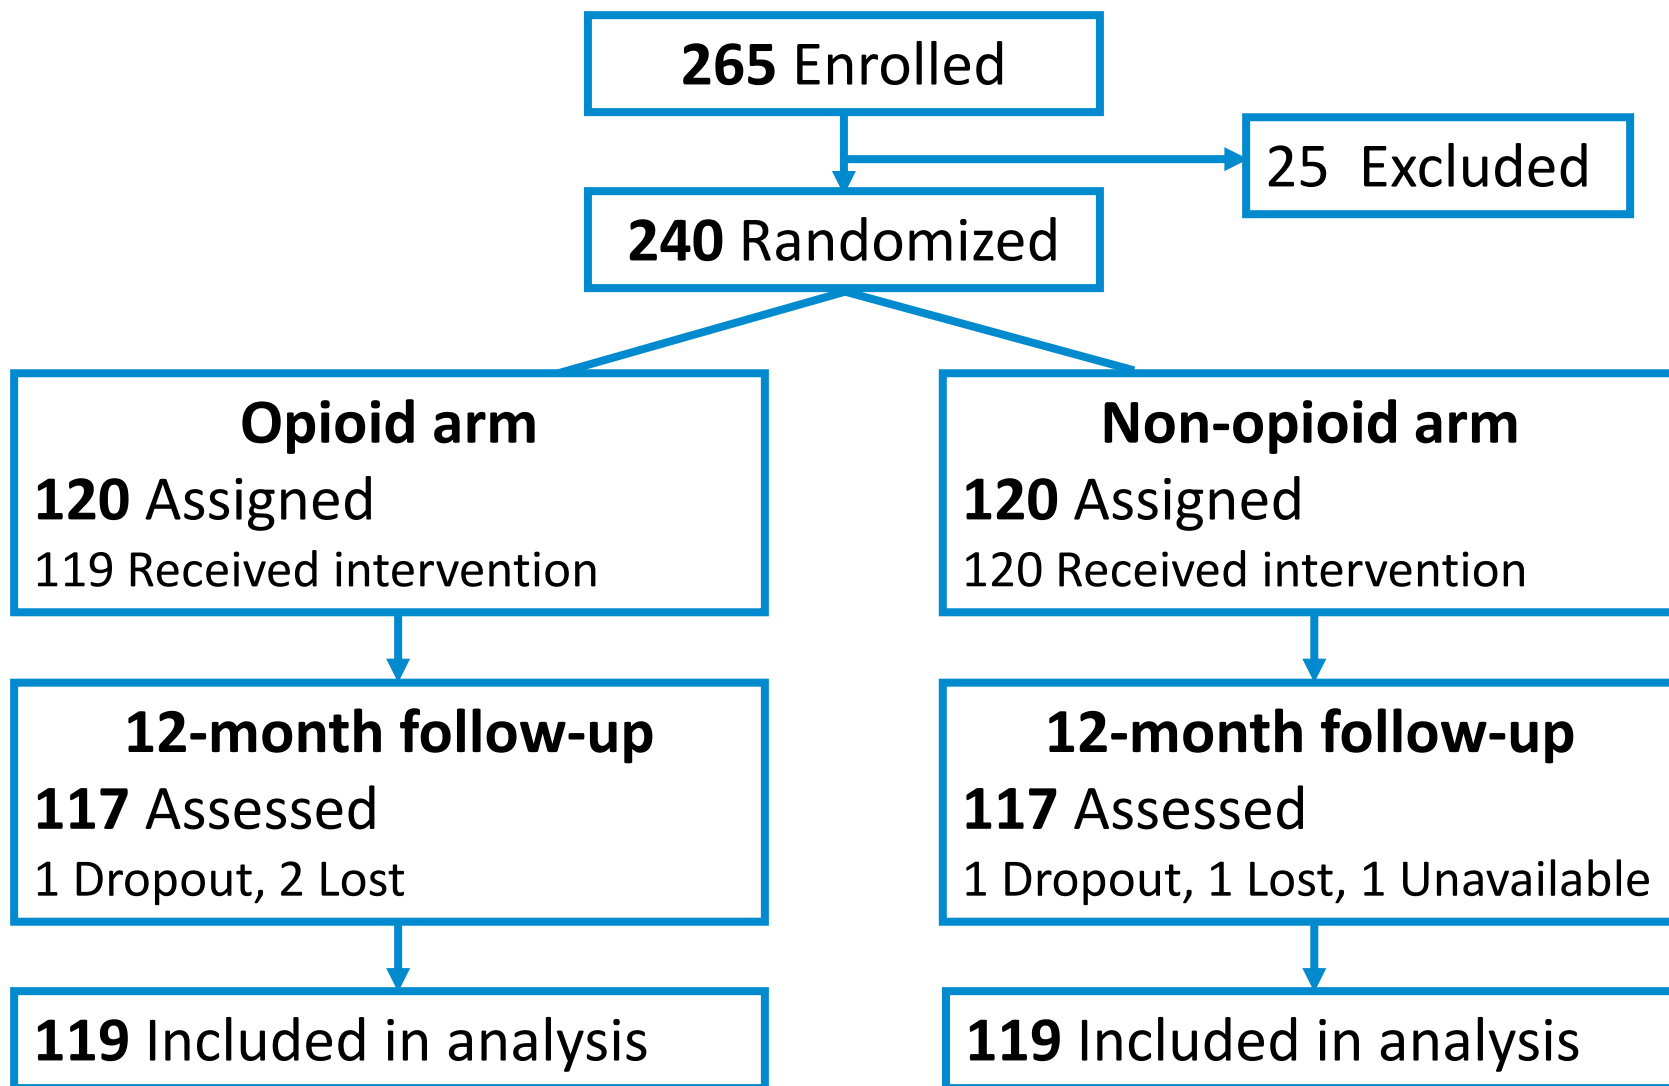 265 Enrolled
25 Excluded
240 Randomized
Opioid arm
120 Assigned
119 Received intervention
Non-opioid arm
120 Assigned
120 Received intervention
12-month follow-up
117 Assessed
1 Dropout, 2 Lost
12-month follow-up
117 Assessed
1 Dropout, 1 Lost, 1 Unavailable
119 Included in analysis
119 Included in analysis